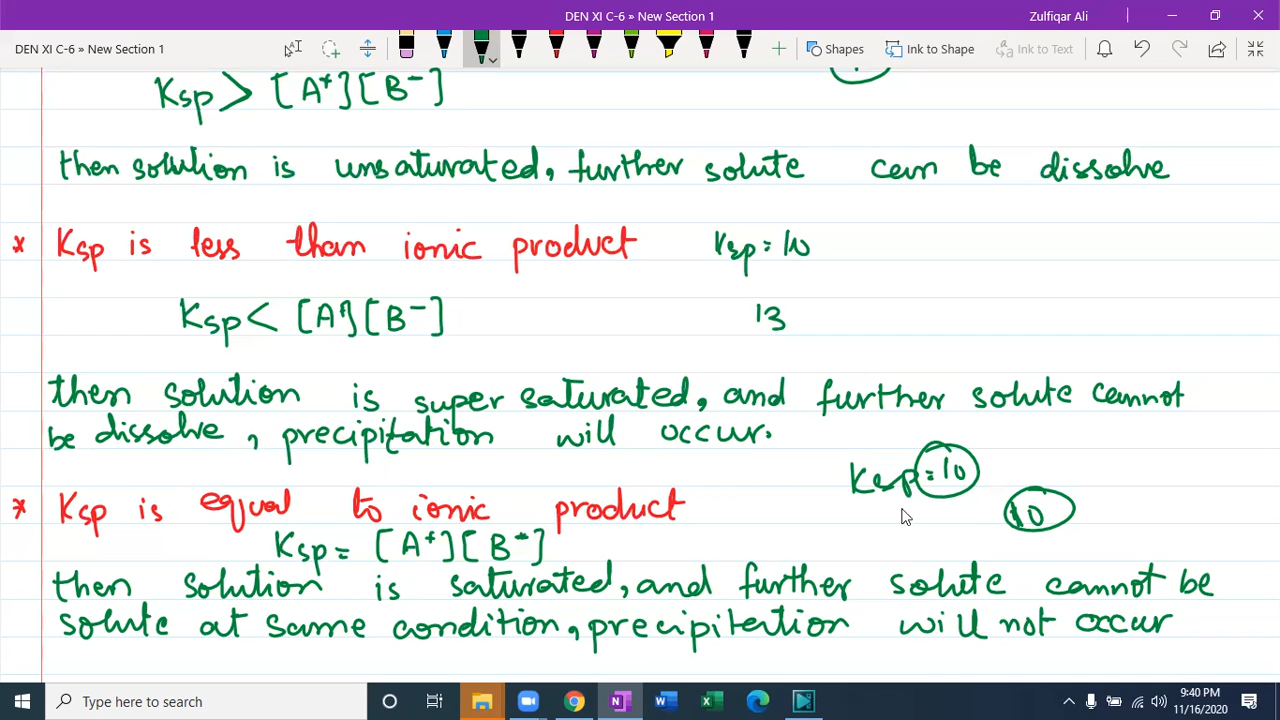 DEN XI C-6 » New Section 1
Zulfiqar Ali
DEN XI C-6 » New Section 1
Shapes
Ink to Shape
Ink to Text
Ksp > [A+][B-]
then solution is unsaturated, further solute can be dissolve
* Ksp is less than ionic product Ksp = 10
Ksp < [A+][B-] 13
then solution is super saturated, and further solute cannot
be dissolve, precipitation will occur.
Ksp = 10
* Ksp is equal to ionic product 10
Ksp = [A+][B-]
then solution is saturated, and further solute cannot be
solute at same condition, precipitation will not occur
Type here to search
9:40 PM
11/16/2020